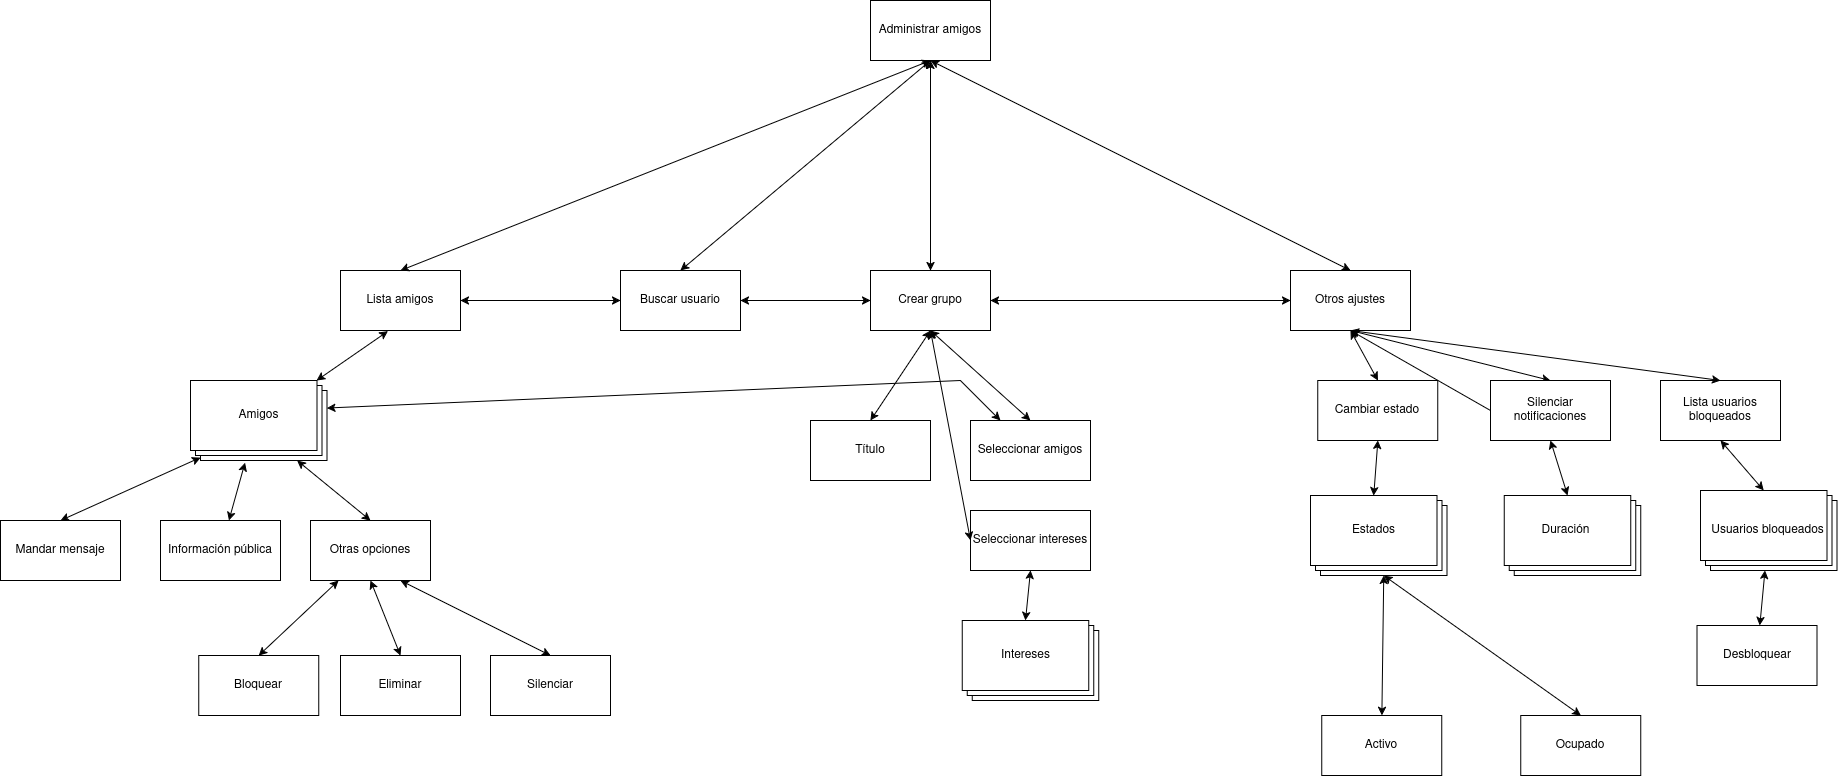 Administrar amigos
Lista amigos
Buscar usuario
Crear grupo
Otros ajustes
Amigos
Título
Seleccionar amigos
Cambiar estado
Silenciar
notificaciones
Lista usuarios
bloqueados
Mandar mensaje
Información pública
Otras opciones
Seleccionar intereses
Estados
Duración
Usuarios bloqueados
Bloquear
Eliminar
Silenciar
Intereses
Desbloquear
Activo
Ocupado